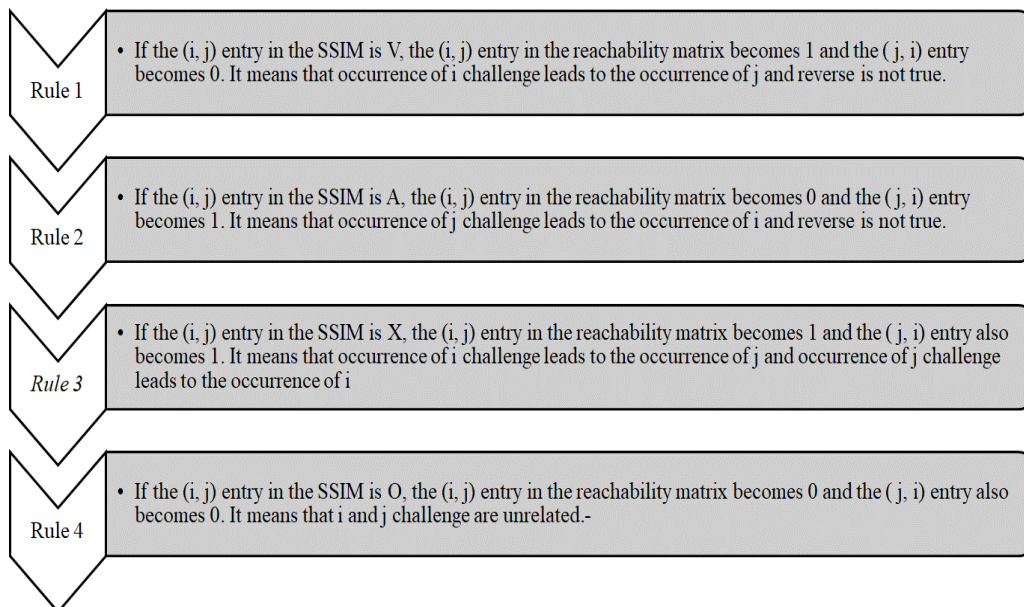 Rule 1
• If the (i, j) entry in the SSIM is V, the (i, j) entry in the reachability matrix becomes 1 and the ( j, i) entry
becomes 0. It means that occurrence of i challenge leads to the occurrence of j and reverse is not true.
Rule 2
• If the (i, j) entry in the SSIM is A, the (i, j) entry in the reachability matrix becomes 0 and the ( j, i) entry
becomes 1. It means that occurrence of j challenge leads to the occurrence of i and reverse is not true.
Rule 3
• If the (i, j) entry in the SSIM is X, the (i, j) entry in the reachability matrix becomes 1 and the ( j, i) entry also
becomes 1. It means that occurrence of i challenge leads to the occurrence of j and occurrence of j challenge
leads to the occurrence of i
Rule 4
• If the (i, j) entry in the SSIM is O, the (i, j) entry in the reachability matrix becomes 0 and the ( j, i) entry also
becomes 0. It means that i and j challenge are unrelated.-